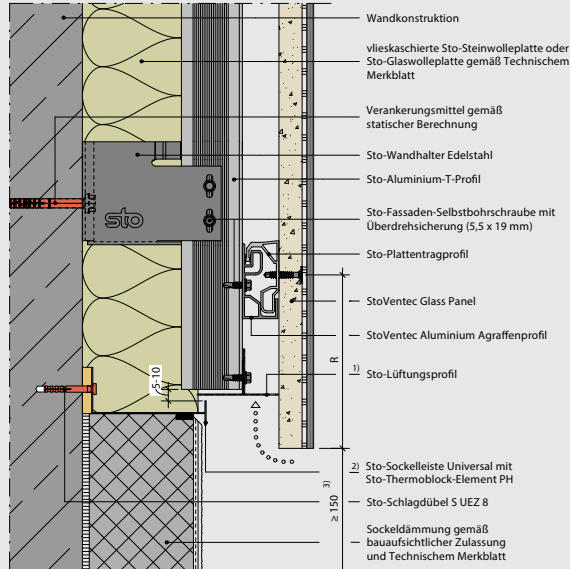 Wandkonstruktion
vlieskaschierte Sto-Steinwolleplatte oder
Sto-Glaswolleplatte gemäß Technischem
Merkblatt
Verankerungsmittel gemäß
statischer Berechnung
Sto-Wandhalter Edelstahl
Sto-Aluminium-T-Profil
sto
Sto-Fassaden-Selbstbohrschraube mit
Überdrehsicherung (5,5 x 19 mm)
Sto-Plattentragprofil
StoVentec Glass Panel
StoVentec Aluminium Agraffenprofil
R
5-10
1) Sto-Lüftungsprofil
2) Sto-Sockelleiste Universal mit
Sto-Thermoblock-Element PH
≥ 150 3)
Sto-Schlagdübel S UEZ 8
Sockeldämmung gemäß
bauaufsichtlicher Zulassung
und Technischem Merkblatt